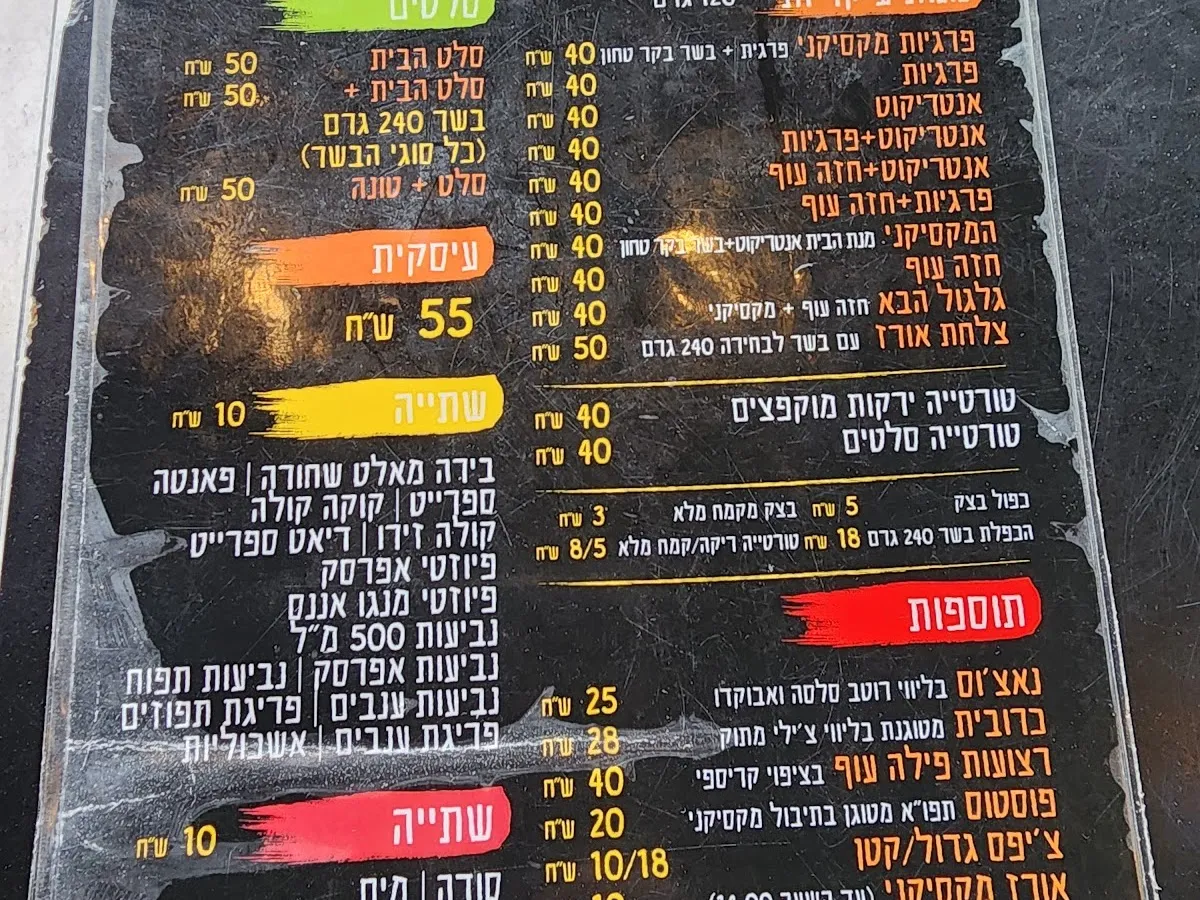 120 גרם
פרגיות מקסיקני פרגית + בשר בקר טחון 40 ש״ח
פרגיות 40 ש״ח
אנטריקוט 40 ש״ח
אנטריקוט+פרגיות 40 ש״ח
אנטריקוט+חזה עוף 40 ש״ח
פרגיות+חזה עוף 40 ש״ח
המקסיקני מנת הבית אנטריקוט+בשר בקר טחון 40 ש״ח
חזה עוף 40 ש״ח
גלגול הבא חזה עוף + מקסיקני 40 ש״ח
צלחת אורז עם בשר לבחירה 240 גרם 50 ש״ח
טורטייה ירקות מוקפצים 40 ש״ח
טורטייה סלטים 40 ש״ח
כפול בצק 5 ש״ח בצק מקמח מלא 3 ש״ח
הכפלת בשר 240 גרם 18 ש״ח טורטייה ריקה/קמח מלא 8/5 ש״ח
תוספות
נאצ׳וס בליווי רוטב סלסה ואבוקדו 25 ש״ח
כרובית מטוגנת בליווי צ׳ילי מתוק 28 ש״ח
רצועות פילה עוף בציפוי קריספי 40 ש״ח
פוסטוס תפו״א מטוגן בתיבול מקסיקני 20 ש״ח
צ׳יפס גדול/קטן 10/18 ש״ח
אורז מקסיקני
סלטים
סלט הבית 50 ש״ח
סלט הבית + 50 ש״ח
בשר 240 גרם
(כל סוגי הבשר)
סלט + טונה 50 ש״ח
עיסקית
55 ש״ח
שתייה 10 ש״ח
בירה מאלט שחורה | פאנטה
ספרייט | קוקה קולה
קולה זירו | דיאט ספרייט
פיוזטי אפרסק
פיוזטי מנגו אננס
נביעות 500 מ״ל
נביעות אפרסק | נביעות תפוח
נביעות ענבים | פריגת תפוזים
פריגת ענבים | אשכוליות
שתייה 10 ש״ח
סודה | מים